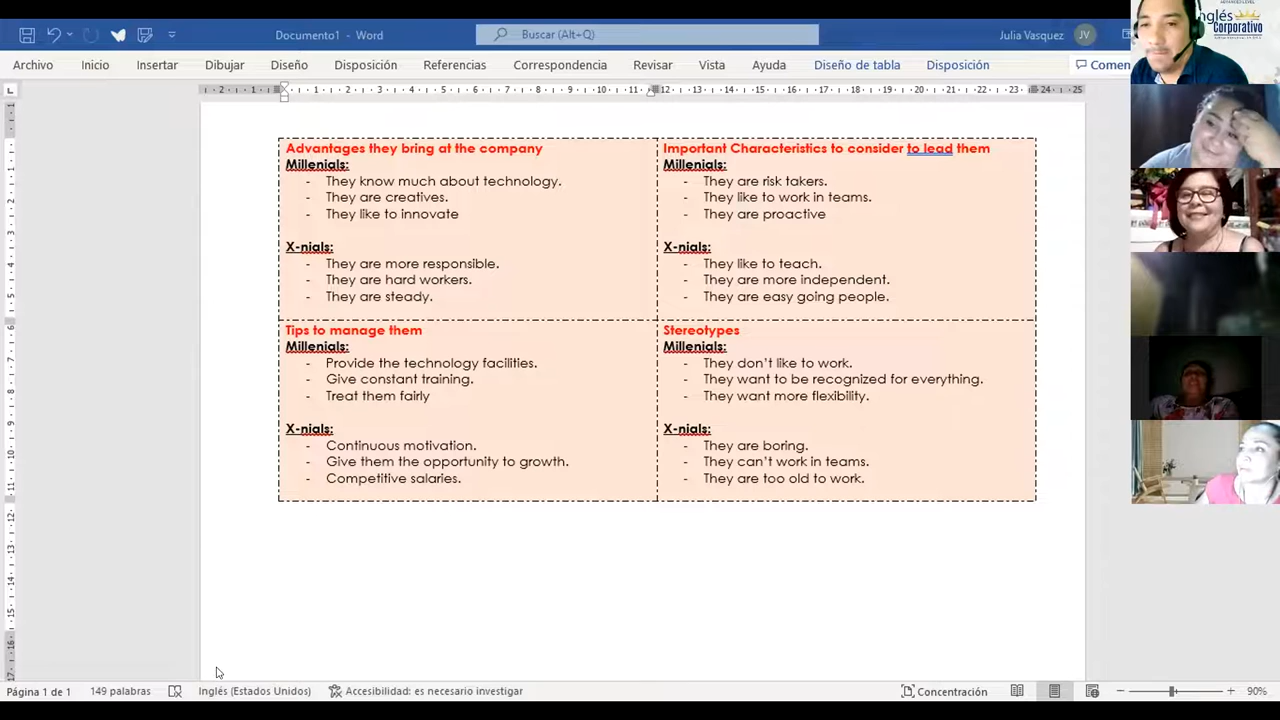 Documento1 - Word
Buscar (Alt+Q)
Julia Vasquez
JV
Inglés
Corporativo
Archivo Inicio Insertar Dibujar Diseño Disposición Referencias Correspondencia Revisar Vista Ayuda Diseño de tabla Disposición Comen
Advantages they bring at the company
Millenials:
- They know much about technology.
- They are creatives.
- They like to innovate
X-nials:
- They are more responsible.
- They are hard workers.
- They are steady.
Important Characteristics to consider to lead them
Millenials:
- They are risk takers.
- They like to work in teams.
- They are proactive
X-nials:
- They like to teach.
- They are more independent.
- They are easy going people.
Tips to manage them
Millenials:
- Provide the technology facilities.
- Give constant training.
- Treat them fairly
X-nials:
- Continuous motivation.
- Give them the opportunity to growth.
- Competitive salaries.
Stereotypes
Millenials:
- They don't like to work.
- They want to be recognized for everything.
- They want more flexibility.
X-nials:
- They are boring.
- They can't work in teams.
- They are too old to work.
Página 1 de 1 149 palabras Inglés (Estados Unidos) Accesibilidad: es necesario investigar Concentración 90%